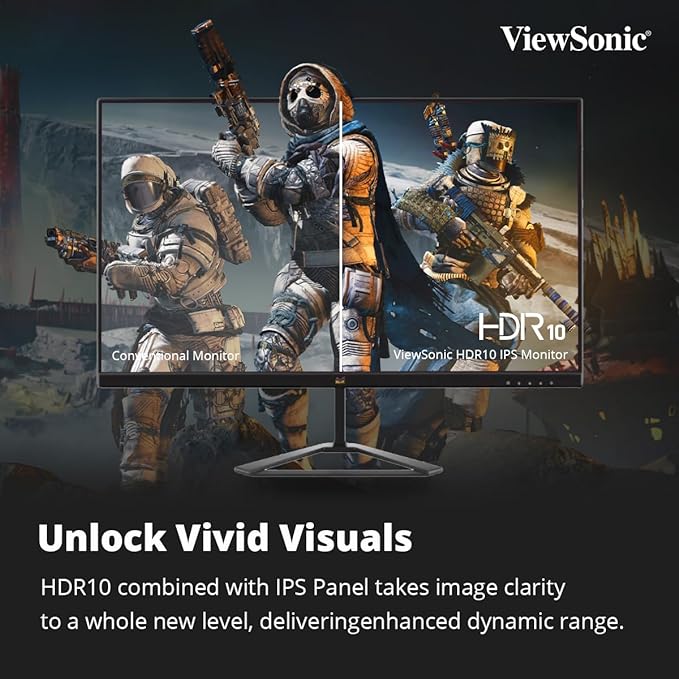 ViewSonic®
HDR10
Conventional Monitor
ViewSonic HDR10 IPS Monitor
Unlock Vivid Visuals
HDR10 combined with IPS Panel takes image clarity
to a whole new level, deliveringenhanced dynamic range.